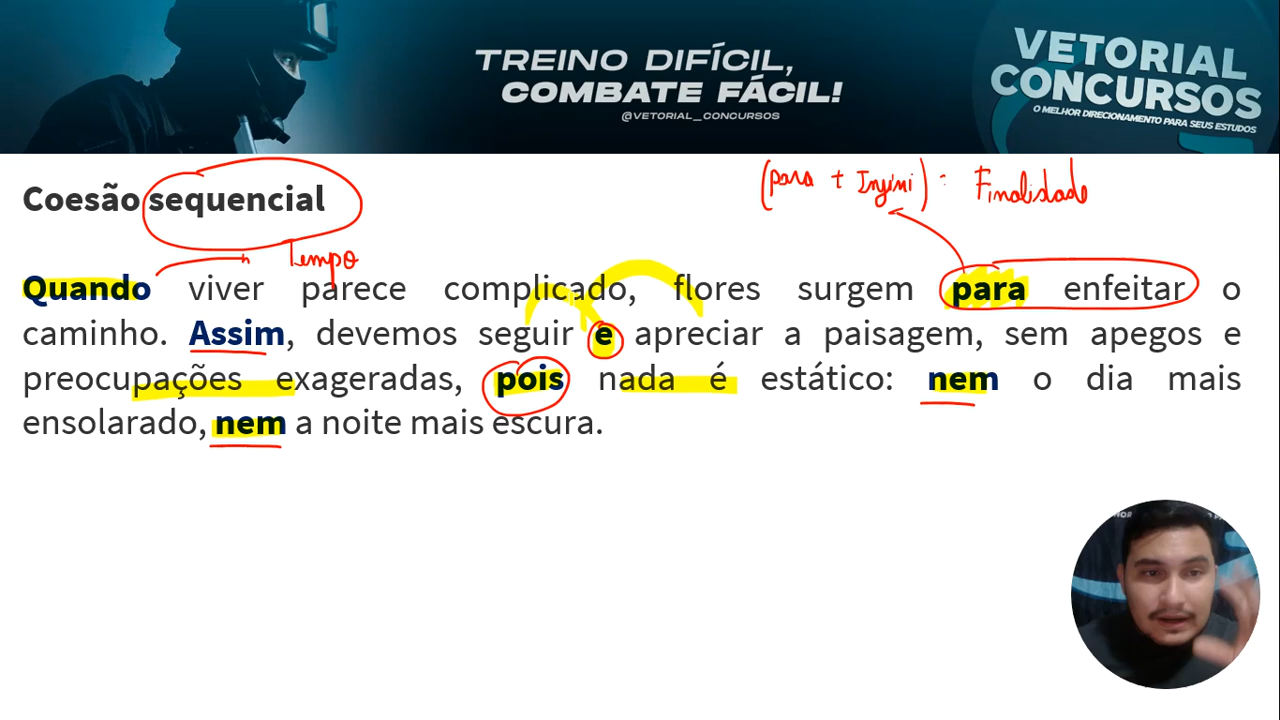 TREINO DIFÍCIL,
COMBATE FÁCIL!
@VETORIAL_CONCURSOS
VETORIAL
CONCURSOS
O MELHOR DIRECIONAMENTO PARA SEUS ESTUDOS
Coesão sequencial
(para + Infini) = Finalidade
Tempo
Quando viver parece complicado, flores surgem para enfeitar o
caminho. Assim, devemos seguir e apreciar a paisagem, sem apegos e
preocupações exageradas, pois nada é estático: nem o dia mais
ensolarado, nem a noite mais escura.